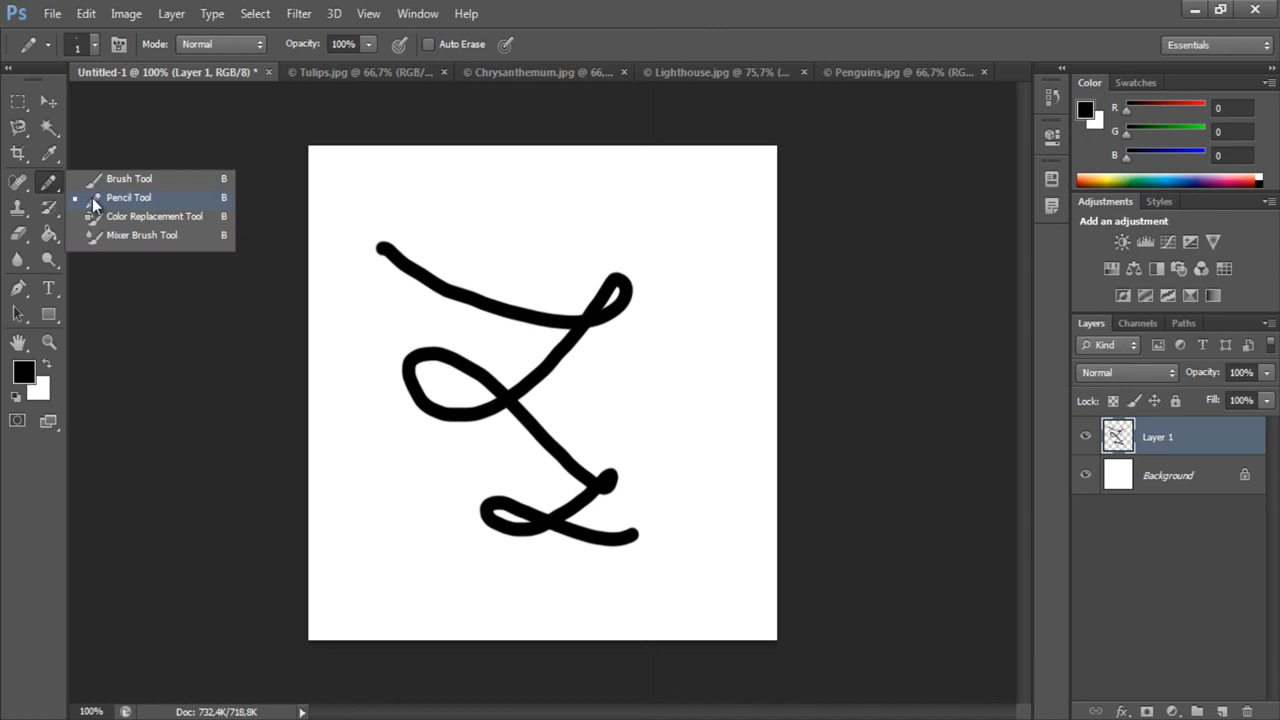 Ps File Edit Image Layer Type Select Filter 3D View Window Help
1 Mode: Normal Opacity: 100% Auto Erase Essentials
Untitled-1 @ 100% (Layer 1, RGB/8) * × © Tulips.jpg @ 66,7% (RGB/... × © Chrysanthemum.jpg @ 66,... × © Lighthouse.jpg @ 75,7% (... × © Penguins.jpg @ 66,7% (RG... ×
Color Swatches
R 0
G 0
B 0
Brush Tool B
Pencil Tool B
Color Replacement Tool B
Mixer Brush Tool B
Adjustments Styles
Add an adjustment
Layers Channels Paths
Kind
Normal Opacity: 100%
Lock: Fill: 100%
Layer 1
Background
100% Doc: 732,4K/718,8K